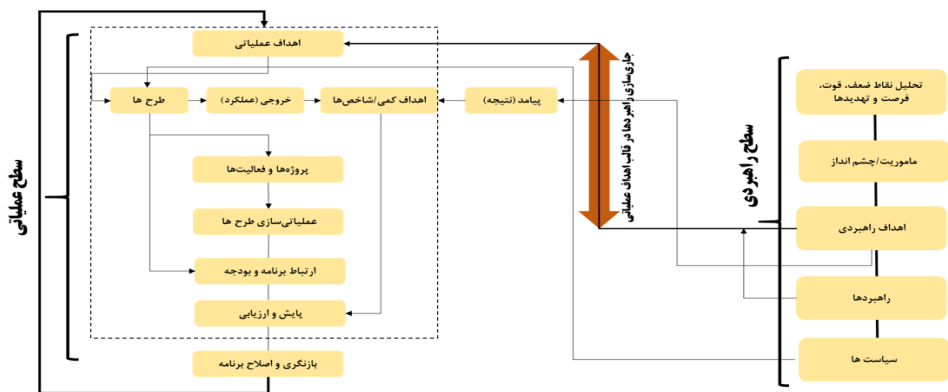 سطح راهبردی
تحلیل نقاط ضعف، قوت،
فرصت و تهدیدها
ماموریت/چشم انداز
اهداف راهبردی
راهبردها
سیاست ها
جاری‌سازی راهبردها در قالب اهداف عملیاتی
سطح عملیاتی
اهداف عملیاتی
پیامد (نتیجه)
اهداف کمی/شاخص‌ها
خروجی (عملکرد)
طرح ها
پروژه‌ها و فعالیت‌ها
عملیاتی‌سازی طرح ها
ارتباط برنامه و بودجه
پایش و ارزیابی
بازنگری و اصلاح برنامه